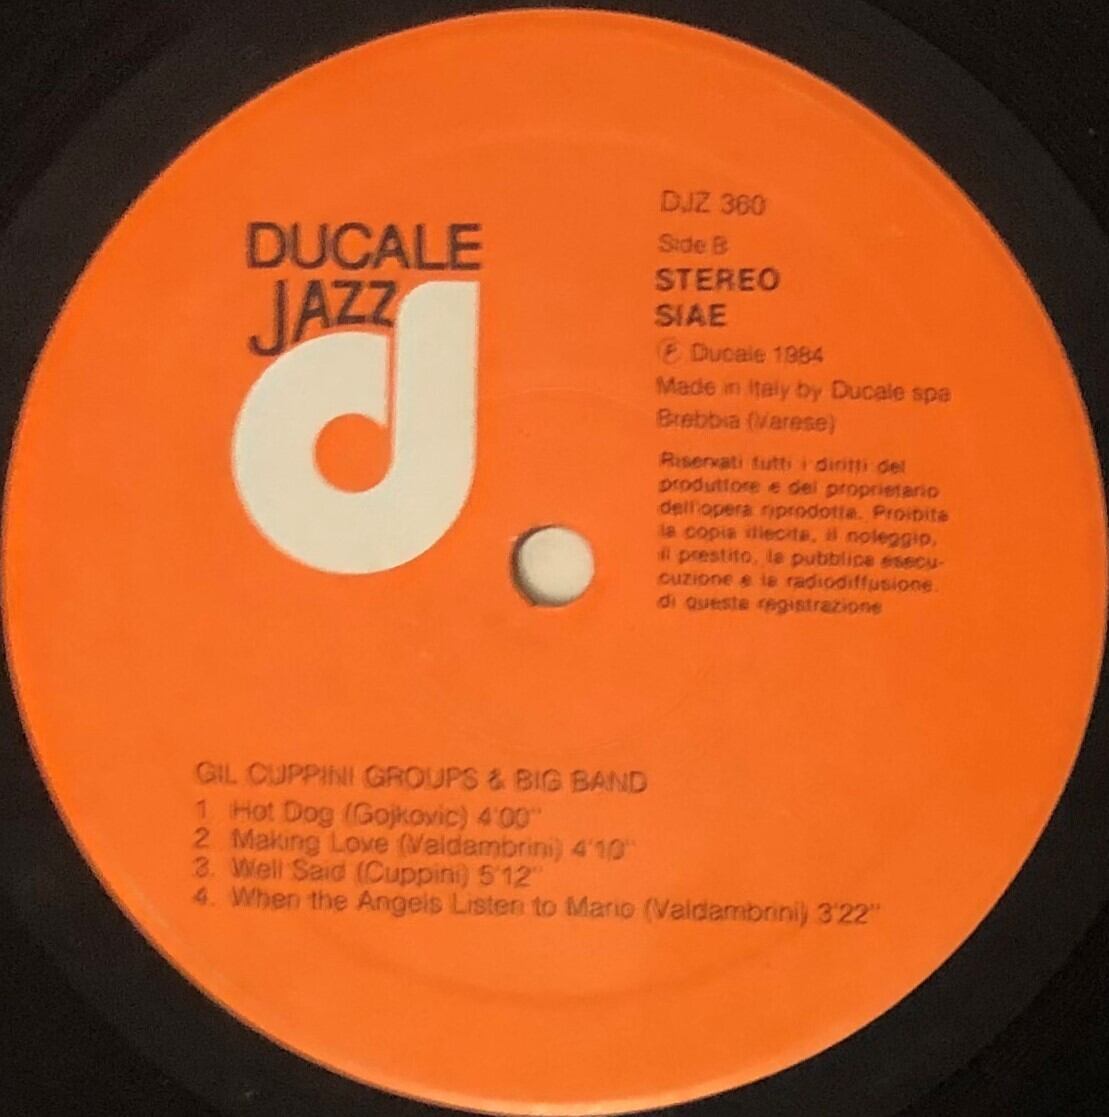 DUCALE
JAZZ
DJZ 360
Side B
STEREO
SIAE
Ⓟ Ducale 1984
Made in Italy by Ducale spa
Brebbia (Varese)
Riservati tutti i diritti del
produttore e del proprietario
dell'opera riprodotta. Proibita
la copia illecita, il noleggio,
il prestito, la pubblica esecu-
cuzione e la radiodiffusione
di questa registrazione
GIL CUPPINI GROUPS & BIG BAND
1 Hot Dog (Gojkovic) 4'00"
2 Making Love (Valdambrini) 4'10"
3. Well Said (Cuppini) 5'12"
4. When the Angels Listen to Mario (Valdambrini) 3'22"